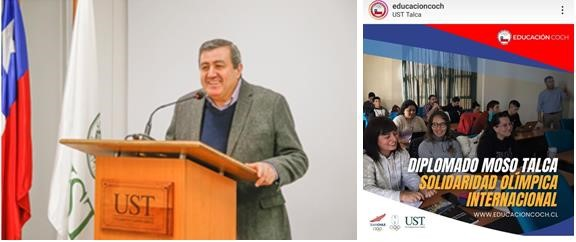 UST
educacioncoch
UST Talca
EDUCACIÓN COCH
DIPLOMADO MOSO TALCA
SOLIDARIDAD OLÍMPICA
INTERNACIONAL
WWW.EDUCACIONCOCH.CL
UST